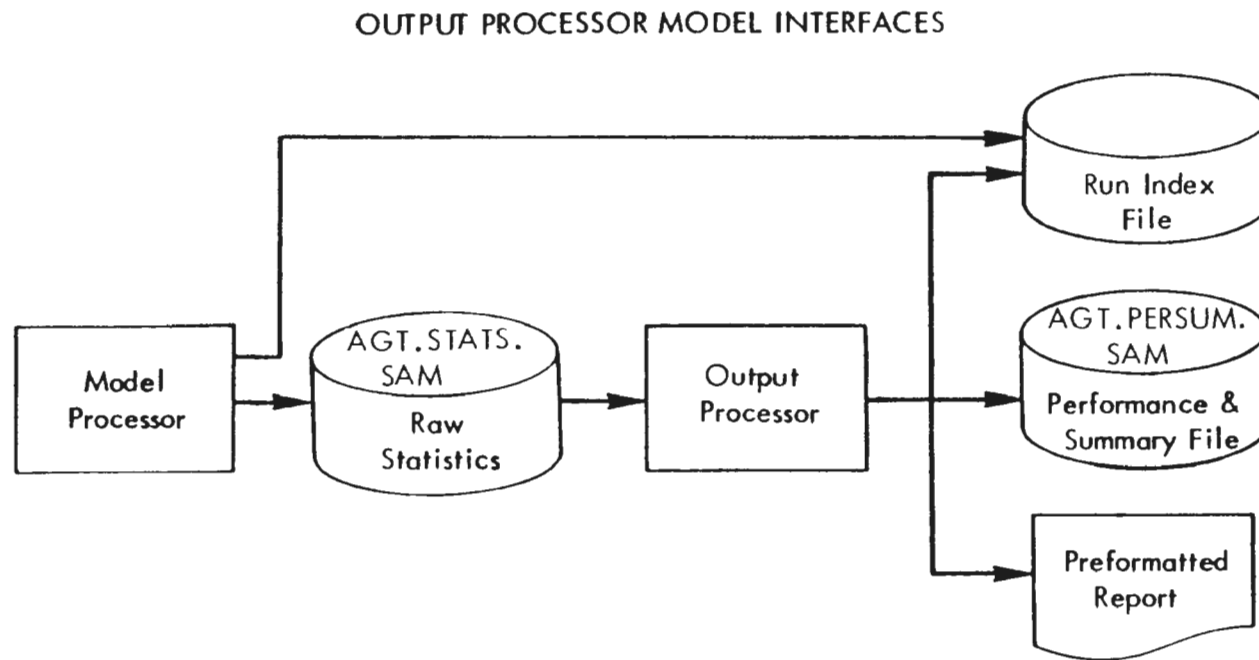 OUTPUT PROCESSOR MODEL INTERFACES
Run Index
File
Model
Processor
AGT.STATS.
SAM
Raw
Statistics
Output
Processor
AGT.PERSUM.
SAM
Performance &
Summary File
Preformatted
Report